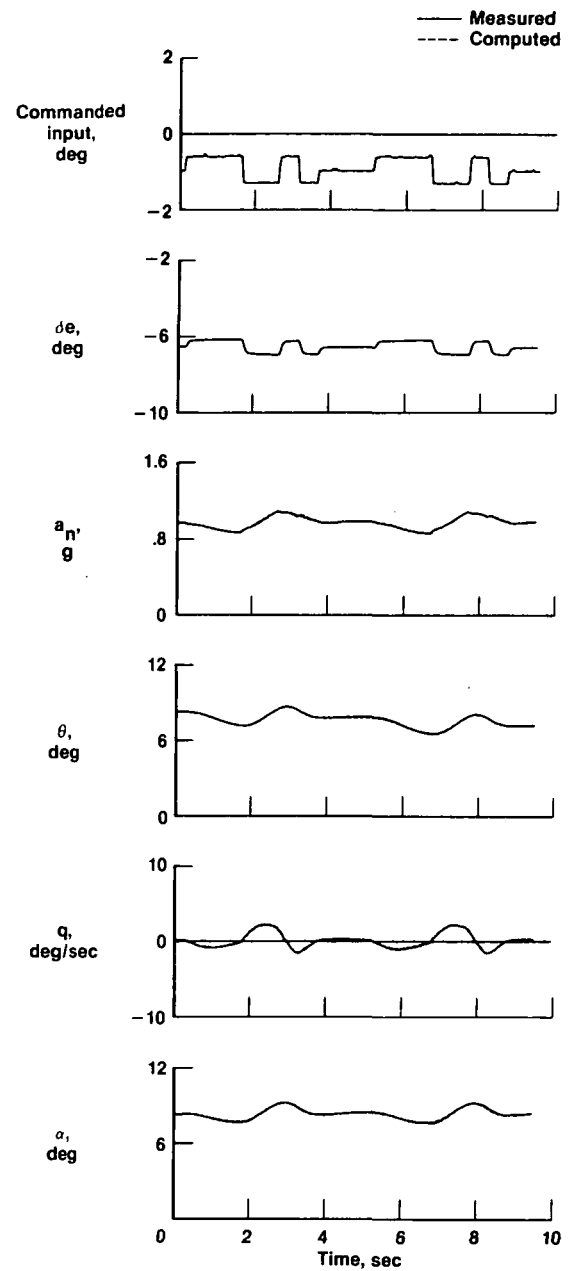 Measured
Computed
2
Commanded
input,
deg
0
−2
−2
δe,
deg
−6
−10
1.6
an,
g
.8
0
12
θ,
deg
6
0
10
q,
deg/sec
0
−10
12
α,
deg
6
0 2 4 6 8 10
Time, sec